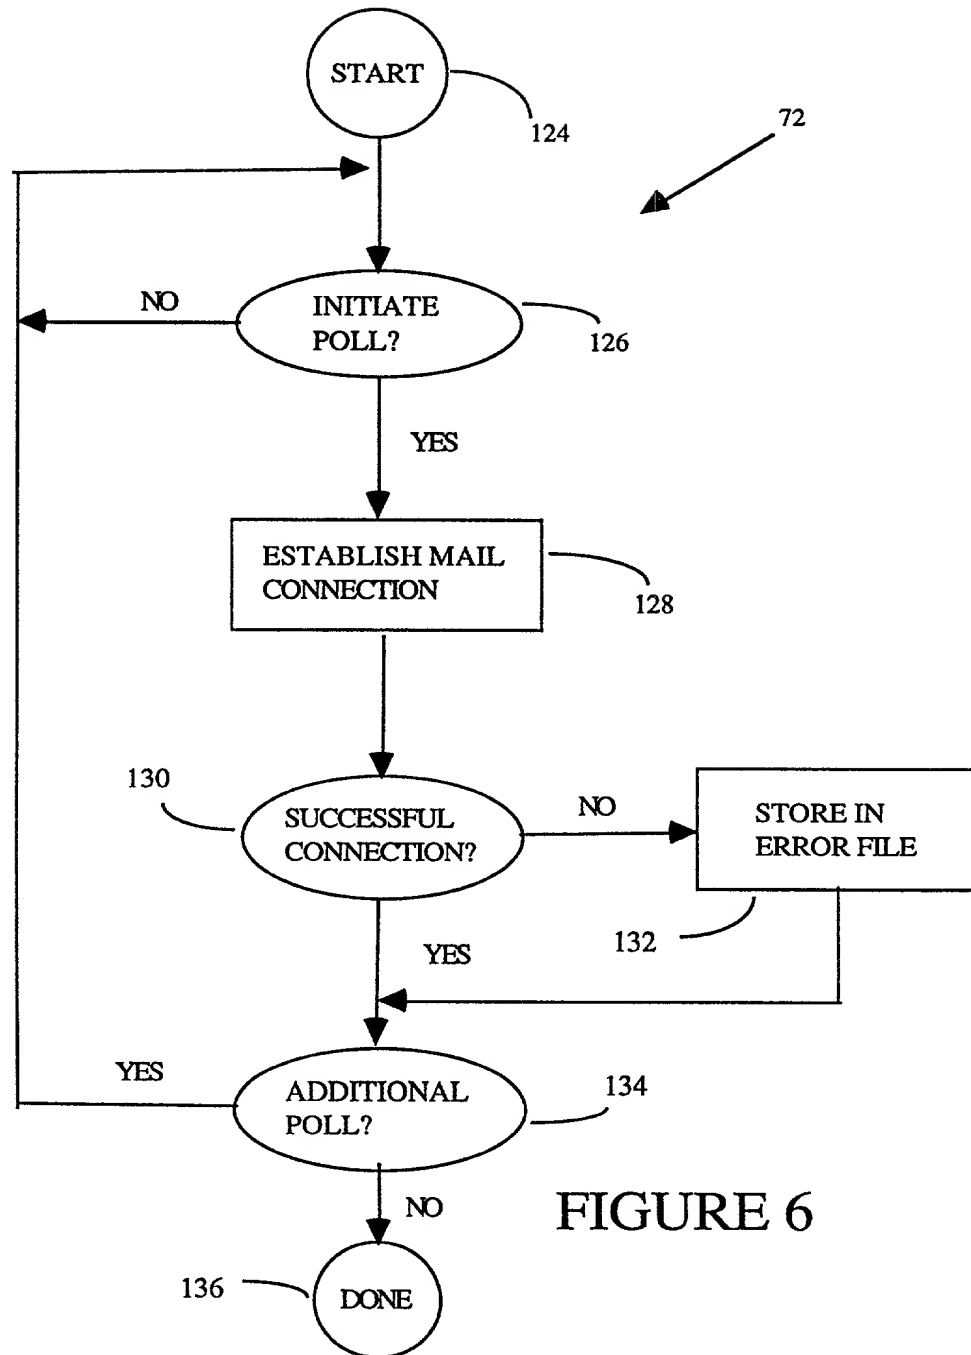 START
124
72
NO
INITIATE
POLL?
126
YES
ESTABLISH MAIL
CONNECTION
128
130
SUCCESSFUL
CONNECTION?
NO
STORE IN
ERROR FILE
132
YES
YES
ADDITIONAL
POLL?
134
NO
FIGURE 6
136
DONE